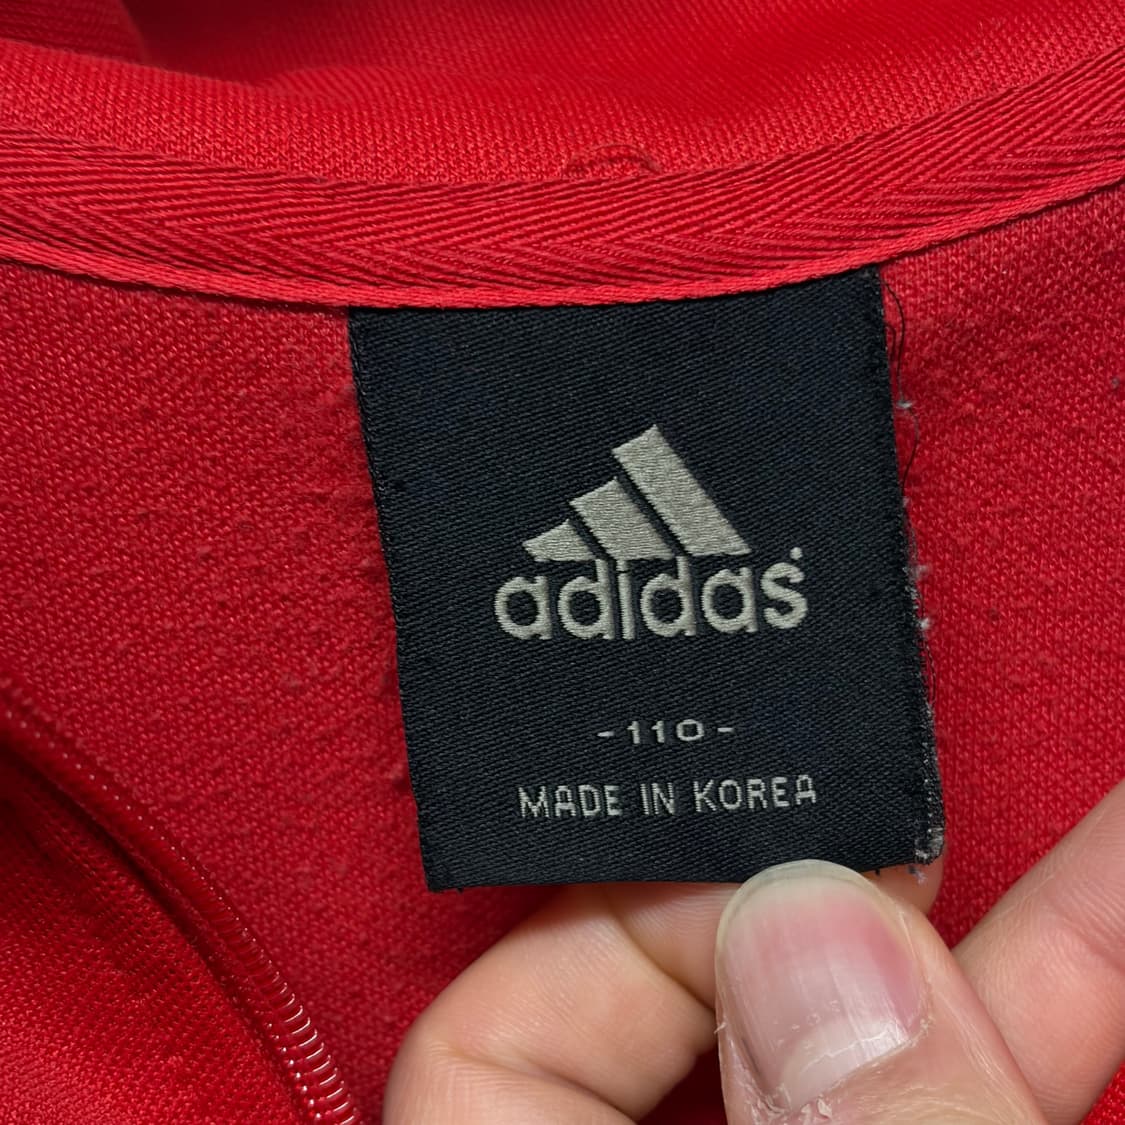 adidas
-110-
MADE IN KOREA